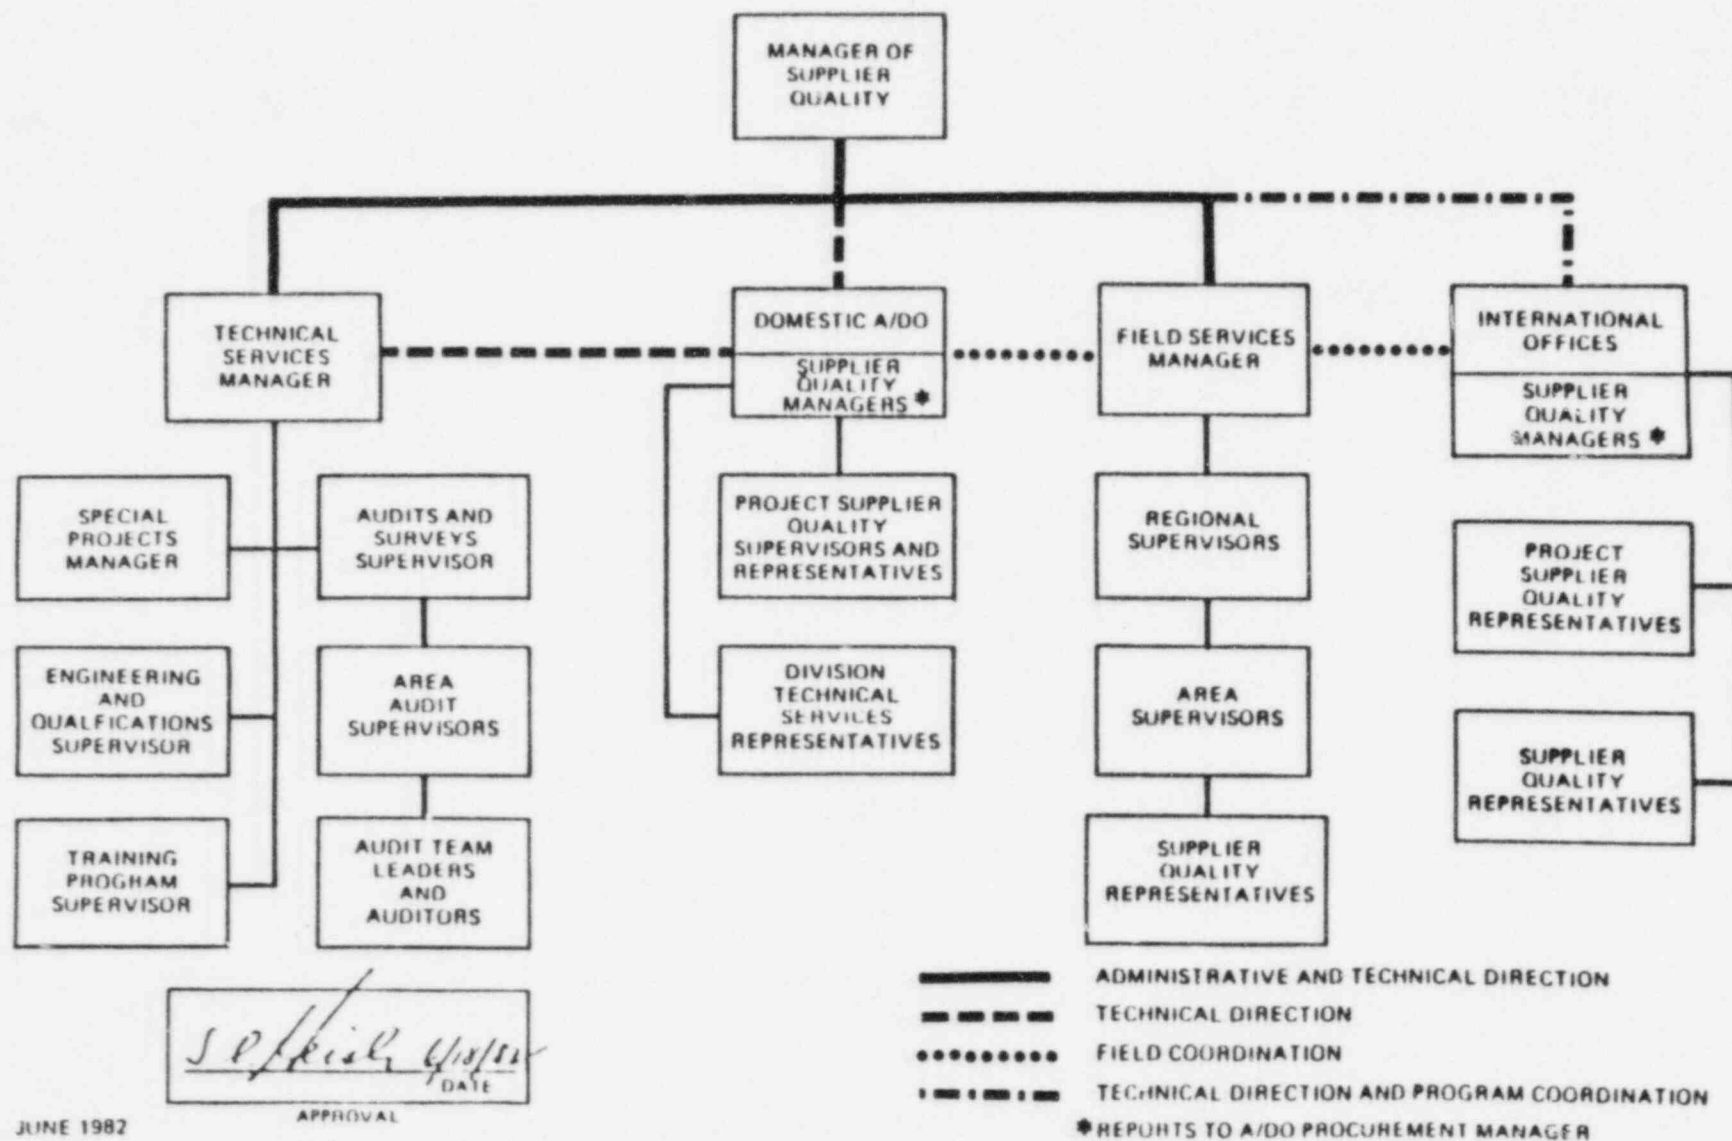 MANAGER OF
SUPPLIER
QUALITY
TECHNICAL
SERVICES
MANAGER
DOMESTIC A/DO
SUPPLIER
QUALITY
MANAGERS *
FIELD SERVICES
MANAGER
INTERNATIONAL
OFFICES
SUPPLIER
QUALITY
MANAGERS *
SPECIAL
PROJECTS
MANAGER
AUDITS AND
SURVEYS
SUPERVISOR
PROJECT SUPPLIER
QUALITY
SUPERVISORS AND
REPRESENTATIVES
REGIONAL
SUPERVISORS
PROJECT
SUPPLIER
QUALITY
REPRESENTATIVES
ENGINEERING
AND
QUALFICATIONS
SUPERVISOR
AREA
AUDIT
SUPERVISORS
DIVISION
TECHNICAL
SERVICES
REPRESENTATIVES
AREA
SUPERVISORS
SUPPLIER
QUALITY
REPRESENTATIVES
TRAINING
PROGRAM
SUPERVISOR
AUDIT TEAM
LEADERS
AND
AUDITORS
SUPPLIER
QUALITY
REPRESENTATIVES
ADMINISTRATIVE AND TECHNICAL DIRECTION
TECHNICAL DIRECTION
FIELD COORDINATION
TECHNICAL DIRECTION AND PROGRAM COORDINATION
* REPORTS TO A/DO PROCUREMENT MANAGER
6/18/82
DATE
APPROVAL
JUNE 1982